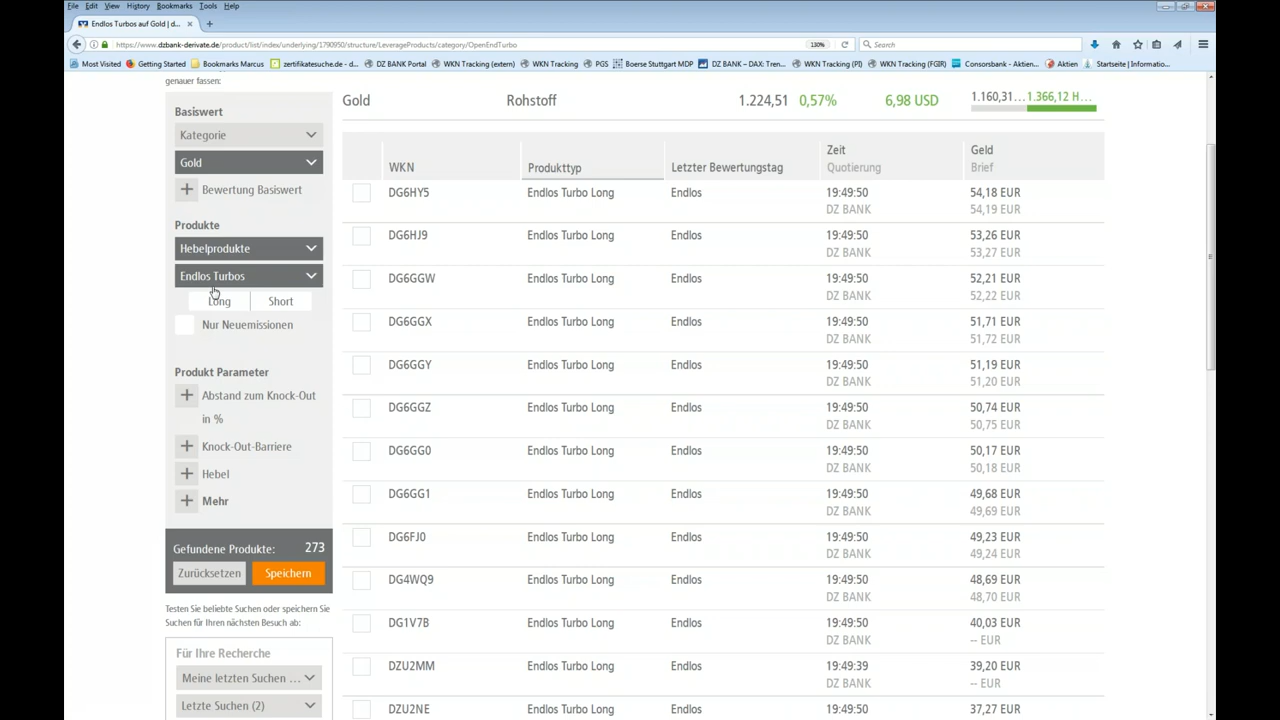 File Edit View History Bookmarks Tools Help
Endlos Turbos auf Gold | d...
https://www.dzbank-derivate.de/product/list/index/underlying/1790950/structure/LeverageProducts/category/OpenEndTurbo 130% Search
Most Visited Getting Started Bookmarks Marcus zertifikatesuche.de - d... DZ BANK Portal WKN Tracking (extern) WKN Tracking PGS Boerse Stuttgart MDP DZ BANK – DAX: Tren... WKN Tracking (PI) WKN Tracking (FGIR) Consorsbank - Aktien... Aktien Startseite (Informatio...
genauer fassen:
Basiswert
Kategorie
Gold
Bewertung Basiswert
Produkte
Hebelprodukte
Endlos Turbos
Long Short
Nur Neuemissionen
Produkt Parameter
Abstand zum Knock-Out
in %
Knock-Out-Barriere
Hebel
Mehr
Gefundene Produkte: 273
Zurücksetzen Speichern
Testen Sie beliebte Suchen oder speichern Sie
Suchen für Ihren nächsten Besuch ab:
Für Ihre Recherche
Meine letzten Suchen ...
Letzte Suchen (2)
Gold Rohstoff 1.224,51 0,57% 6,98 USD 1.160,31... 1.366,12 H...
WKN Produkttyp Letzter Bewertungstag Zeit Geld
Quotierung Brief
DG6HY5 Endlos Turbo Long Endlos 19:49:50 54,18 EUR
DZ BANK 54,19 EUR
DG6HJ9 Endlos Turbo Long Endlos 19:49:50 53,26 EUR
DZ BANK 53,27 EUR
DG6GGW Endlos Turbo Long Endlos 19:49:50 52,21 EUR
DZ BANK 52,22 EUR
DG6GGX Endlos Turbo Long Endlos 19:49:50 51,71 EUR
DZ BANK 51,72 EUR
DG6GGY Endlos Turbo Long Endlos 19:49:50 51,19 EUR
DZ BANK 51,20 EUR
DG6GGZ Endlos Turbo Long Endlos 19:49:50 50,74 EUR
DZ BANK 50,75 EUR
DG6GG0 Endlos Turbo Long Endlos 19:49:50 50,17 EUR
DZ BANK 50,18 EUR
DG6GG1 Endlos Turbo Long Endlos 19:49:50 49,68 EUR
DZ BANK 49,69 EUR
DG6FJ0 Endlos Turbo Long Endlos 19:49:50 49,23 EUR
DZ BANK 49,24 EUR
DG4WQ9 Endlos Turbo Long Endlos 19:49:50 48,69 EUR
DZ BANK 48,70 EUR
DG1V7B Endlos Turbo Long Endlos 19:49:50 40,03 EUR
DZ BANK -- EUR
DZU2MM Endlos Turbo Long Endlos 19:49:39 39,20 EUR
DZ BANK -- EUR
DZU2NE Endlos Turbo Long Endlos 19:49:50 37,27 EUR